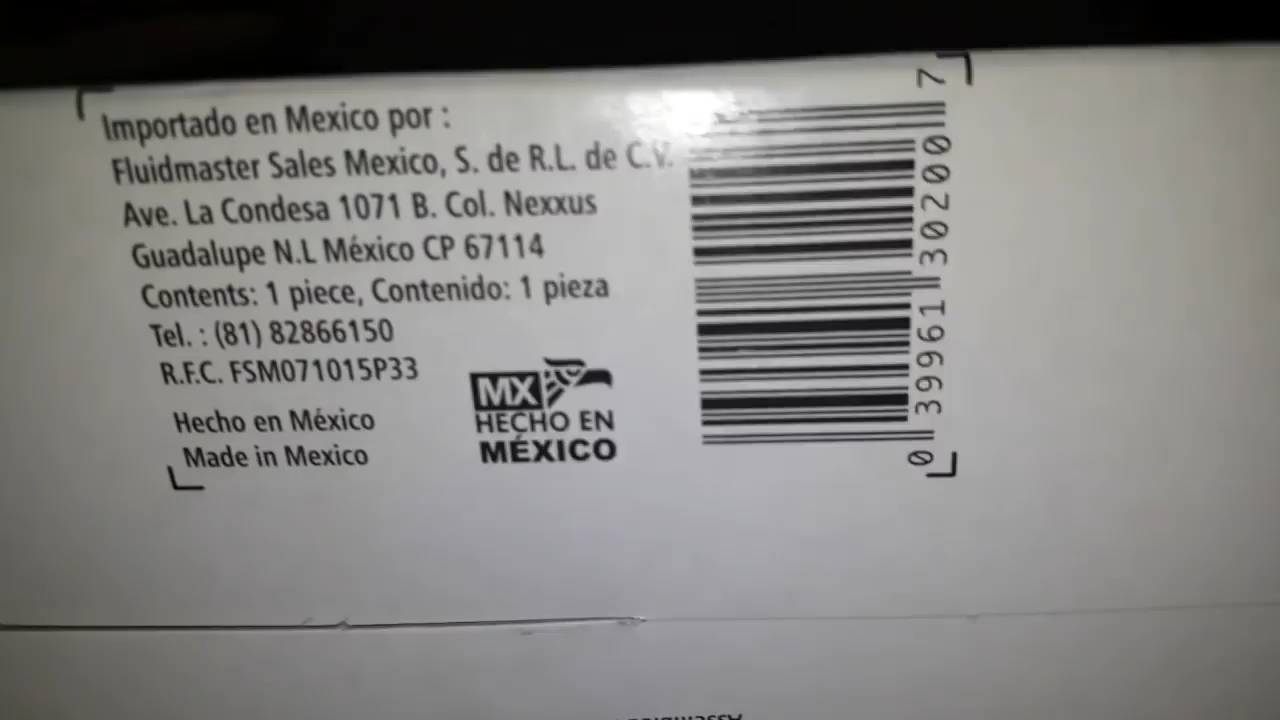 Importado en Mexico por :
Fluidmaster Sales Mexico, S. de R.L. de C.V.
Ave. La Condesa 1071 B. Col. Nexxus
Guadalupe N.L México CP 67114
Contents: 1 piece, Contenido: 1 pieza
Tel. : (81) 82866150
R.F.C. FSM071015P33
Hecho en México
Made in Mexico
MX
HECHO EN
MÉXICO
0 39961 30200 7